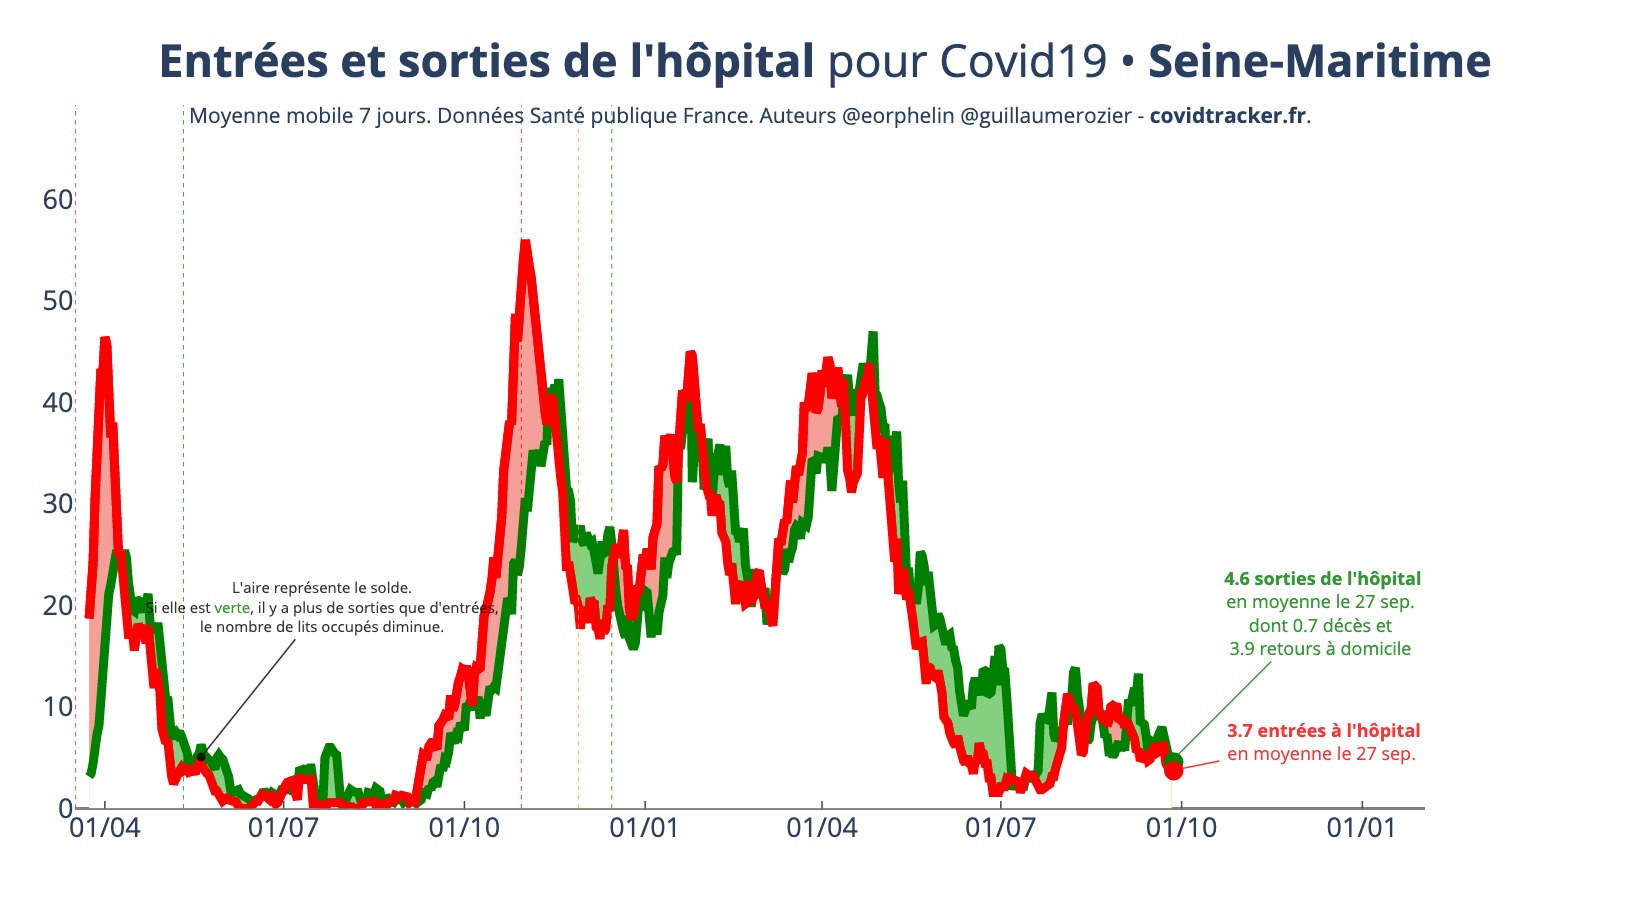 Entrées et sorties de l'hôpital pour Covid19 • Seine-Maritime
Moyenne mobile 7 jours. Données Santé publique France. Auteurs @eorphelin @guillaumerozier - covidtracker.fr.
60
50
40
30
20
10
0
L'aire représente le solde.
Si elle est verte, il y a plus de sorties que d'entrées,
le nombre de lits occupés diminue.
4.6 sorties de l'hôpital
en moyenne le 27 sep.
dont 0.7 décès et
3.9 retours à domicile
3.7 entrées à l'hôpital
en moyenne le 27 sep.
01/04 01/07 01/10 01/01 01/04 01/07 01/10 01/01